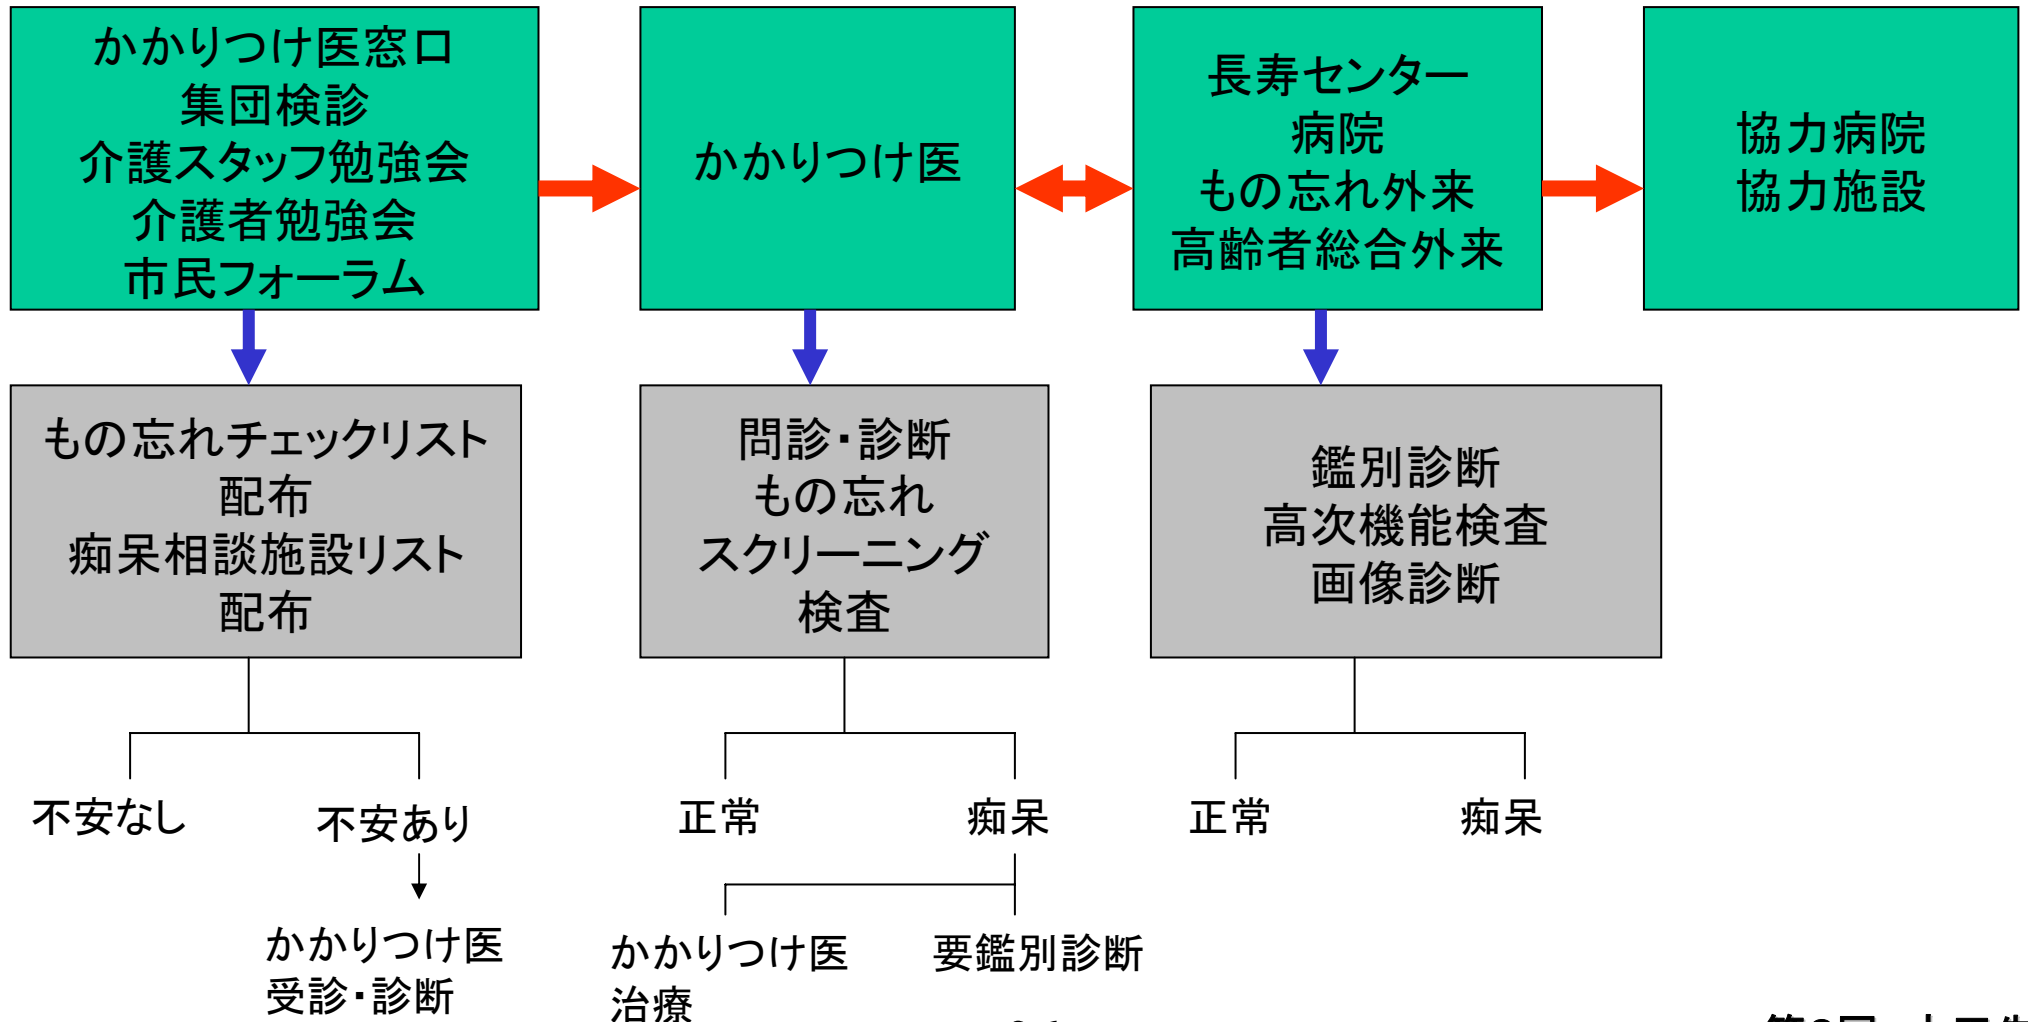 かかりつけ医窓口
集団検診
介護スタッフ勉強会
介護者勉強会
市民フォーラム
かかりつけ医
長寿センター
病院
もの忘れ外来
高齢者総合外来
協力病院
協力施設
もの忘れチェックリスト
配布
痴呆相談施設リスト
配布
問診・診断
もの忘れ
スクリーニング
検査
鑑別診断
高次機能検査
画像診断
不安なし
不安あり
正常
痴呆
正常
痴呆
かかりつけ医
受診・診断
かかりつけ医
治療
要鑑別診断